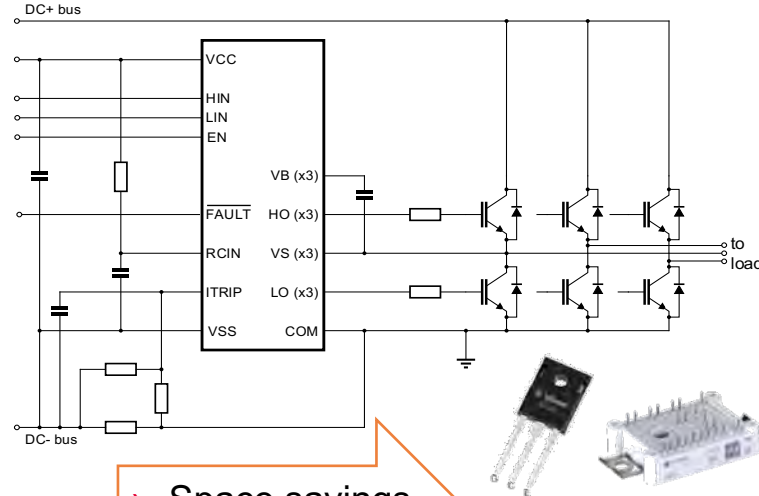 DC+ bus
VCC
HIN
LIN
EN
VB (x3)
FAULT HO (x3)
RCIN VS (x3)
ITRIP LO (x3)
VSS COM
to
load
DC- bus
Space savings